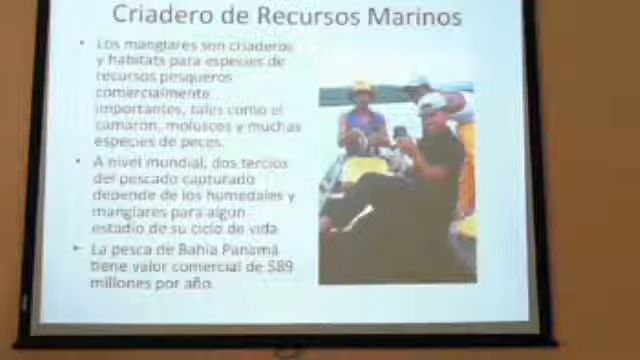 Criadero de Recursos Marinos
• Los manglares son criaderos
y habitats para especies de
recursos pesqueros
comercialmente
importantes, tales como el
camarón, moluscos y muchas
especies de peces.
• A nivel mundial, dos tercios
del pescado capturado
depende de los humedales y
manglares para algun
estadio de su ciclo de vida
• La pesca de Bahia Panamá
tiene valor comercial de $89
millones por año.